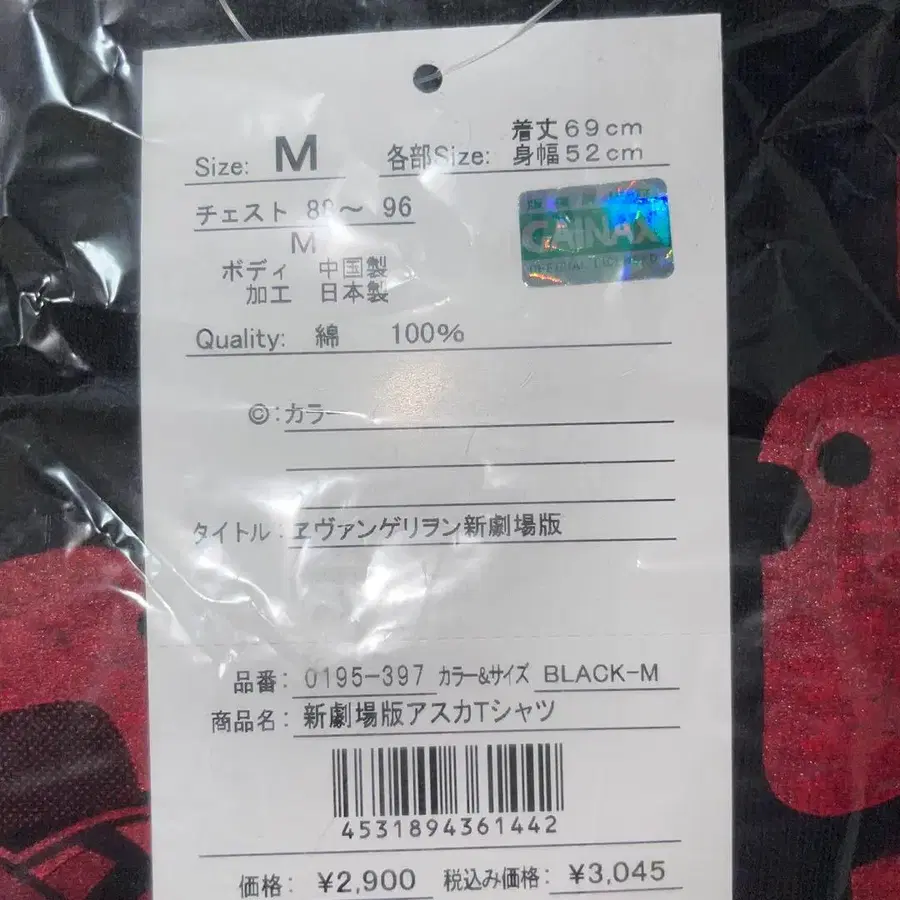 着丈69cm
Size: M 各部Size: 身幅52cm
チェスト 96
M
ボディ 中国製
加工 日本製
GAINAX
Quality: 綿 100%
©:カラー
タイトル:ヱヴァンゲリヲン新劇場版
品番: 0195-397 カラー&サイズ BLACK-M
商品名: 新劇場版アスカTシャツ
4531894361442
価格: ¥2,900 税込み価格: ¥3,045